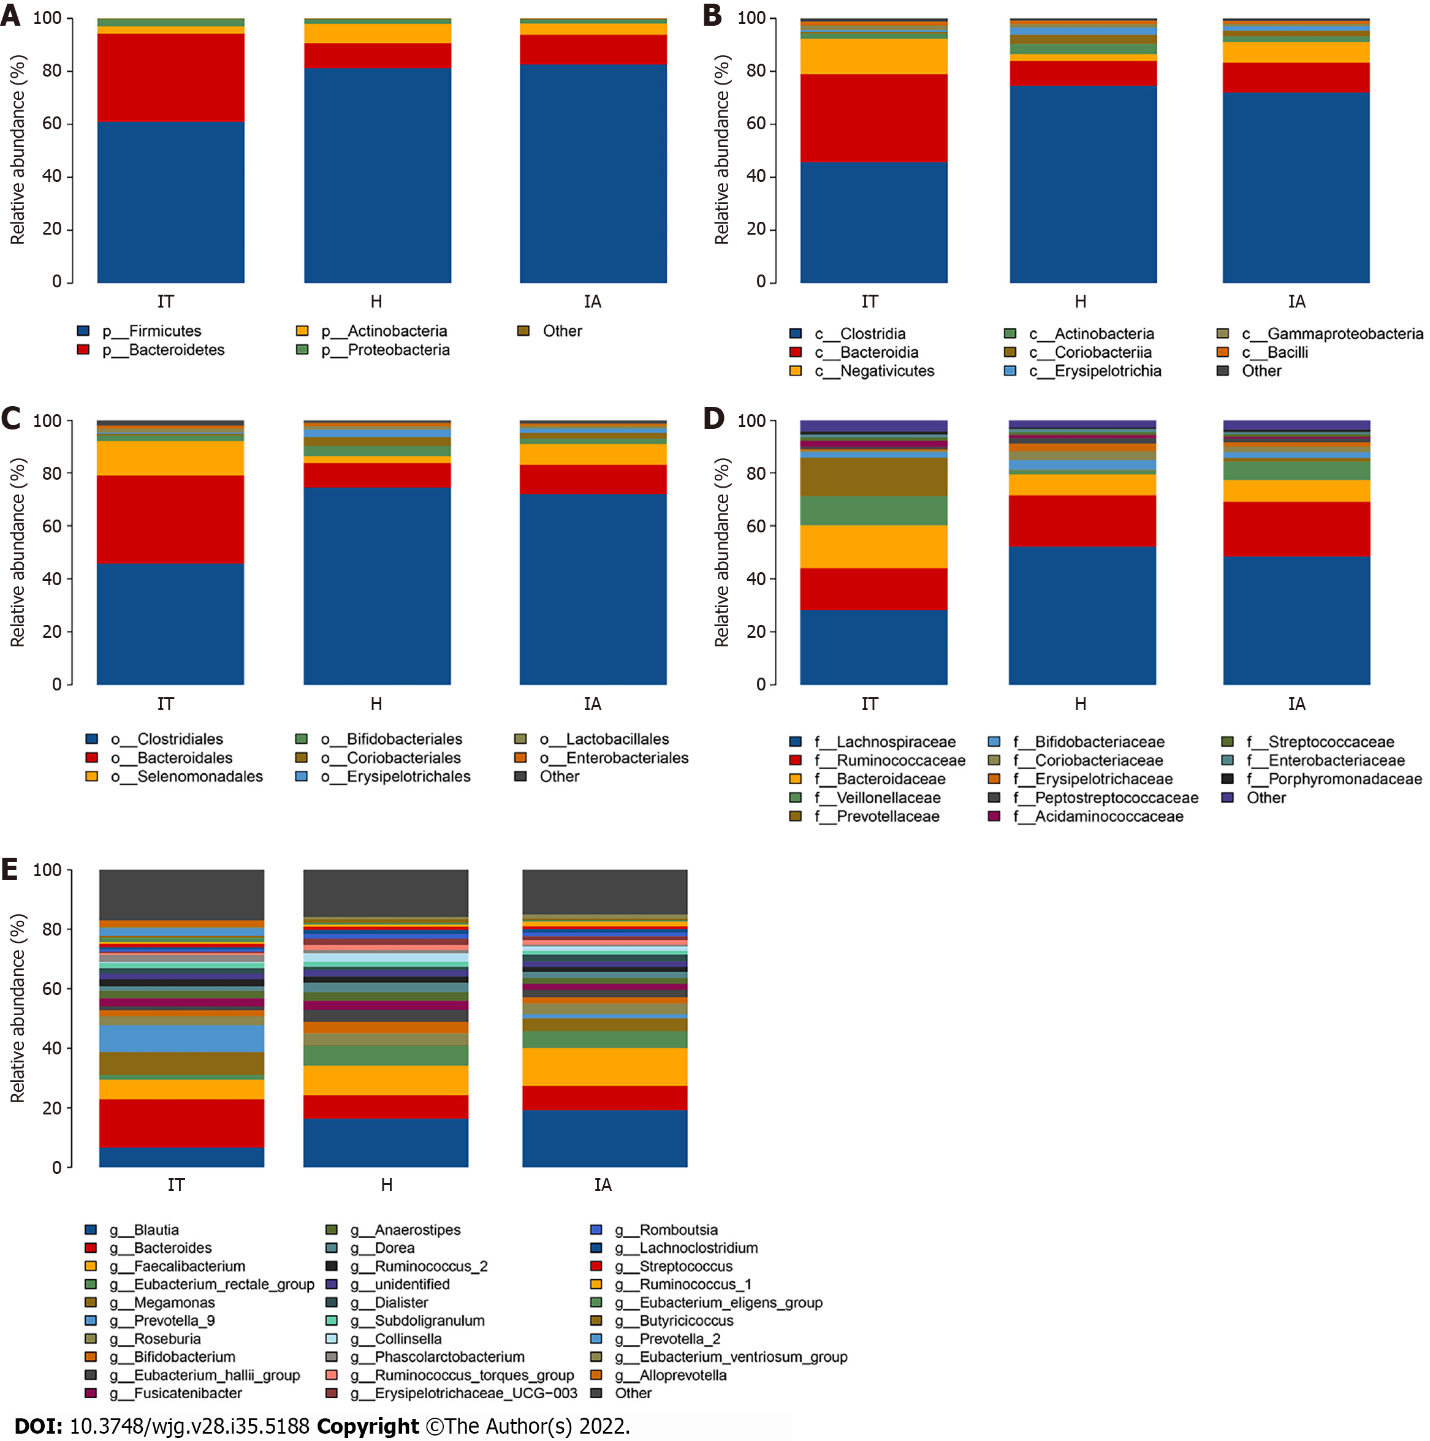 A
B
100
80
60
40
20
0
Relative abundance (%)
IT
H
IA
p__Firmicutes
p__Bacteroidetes
p__Actinobacteria
p__Proteobacteria
Other
100
80
60
40
20
0
Relative abundance (%)
IT
H
IA
c__Clostridia
c__Bacteroidia
c__Negativicutes
c__Actinobacteria
c__Coriobacteriia
c__Erysipelotrichia
c__Gammaproteobacteria
c__Bacilli
Other
C
D
100
80
60
40
20
0
Relative abundance (%)
IT
H
IA
o__Clostridiales
o__Bacteroidales
o__Selenomonadales
o__Bifidobacteriales
o__Coriobacteriales
o__Erysipelotrichales
o__Lactobacillales
o__Enterobacteriales
Other
100
80
60
40
20
0
Relative abundance (%)
IT
H
IA
f__Lachnospiraceae
f__Ruminococcaceae
f__Bacteroidaceae
f__Veillonellaceae
f__Prevotellaceae
f__Bifidobacteriaceae
f__Coriobacteriaceae
f__Erysipelotrichaceae
f__Peptostreptococcaceae
f__Acidaminococcaceae
f__Streptococcaceae
f__Enterobacteriaceae
f__Porphyromonadaceae
Other
E
100
80
60
40
20
0
Relative abundance (%)
IT
H
IA
g__Blautia
g__Bacteroides
g__Faecalibacterium
g__Eubacterium_rectale_group
g__Megamonas
g__Prevotella_9
g__Roseburia
g__Bifidobacterium
g__Eubacterium_hallii_group
g__Fusicatenibacter
g__Anaerostipes
g__Dorea
g__Ruminococcus_2
g__unidentified
g__Dialister
g__Subdoligranulum
g__Collinsella
g__Phascolarctobacterium
g__Ruminococcus_torques_group
g__Erysipelotrichaceae_UCG−003
g__Romboutsia
g__Lachnoclostridium
g__Streptococcus
g__Ruminococcus_1
g__Eubacterium_eligens_group
g__Butyricicoccus
g__Prevotella_2
g__Eubacterium_ventriosum_group
g__Alloprevotella
Other
DOI: 10.3748/wjg.v28.i35.5188 Copyright ©The Author(s) 2022.